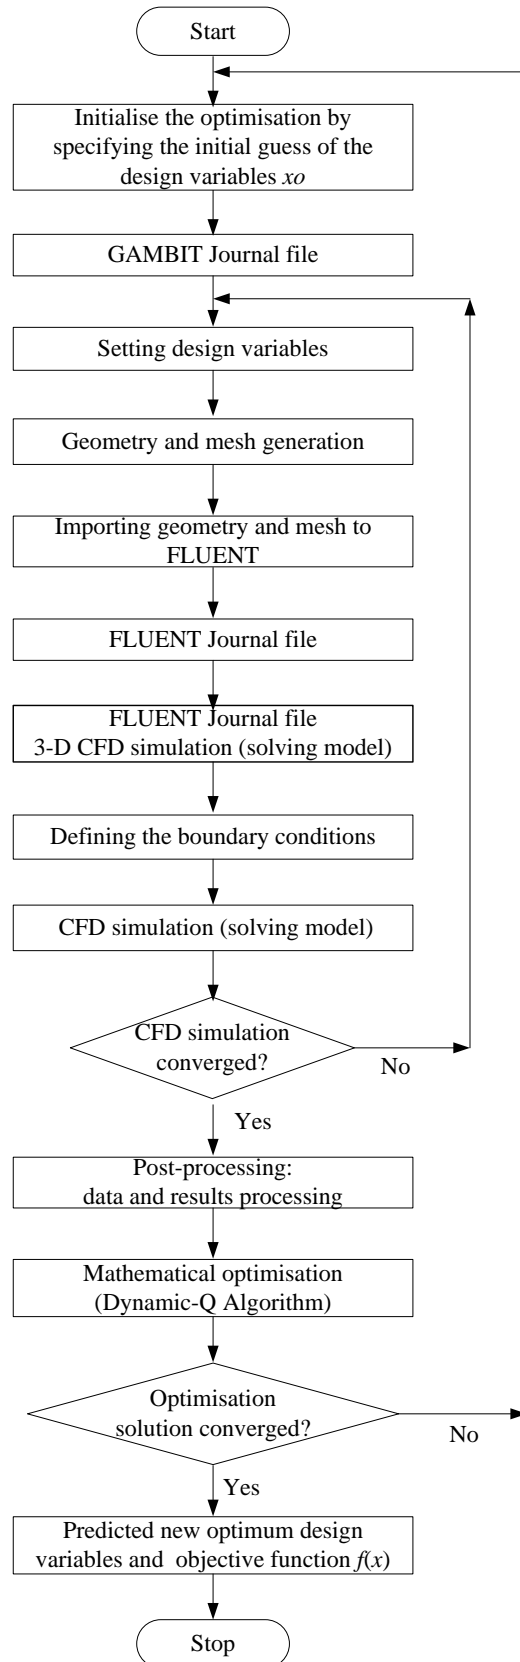 Start
Initialise the optimisation by
specifying the initial guess of the
design variables xo
GAMBIT Journal file
Setting design variables
Geometry and mesh generation
Importing geometry and mesh to
FLUENT
FLUENT Journal file
FLUENT Journal file
3-D CFD simulation (solving model)
Defining the boundary conditions
CFD simulation (solving model)
CFD simulation
converged?
No
Yes
Post-processing:
data and results processing
Mathematical optimisation
(Dynamic-Q Algorithm)
Optimisation
solution converged?
No
Yes
Predicted new optimum design
variables and objective function f(x)
Stop